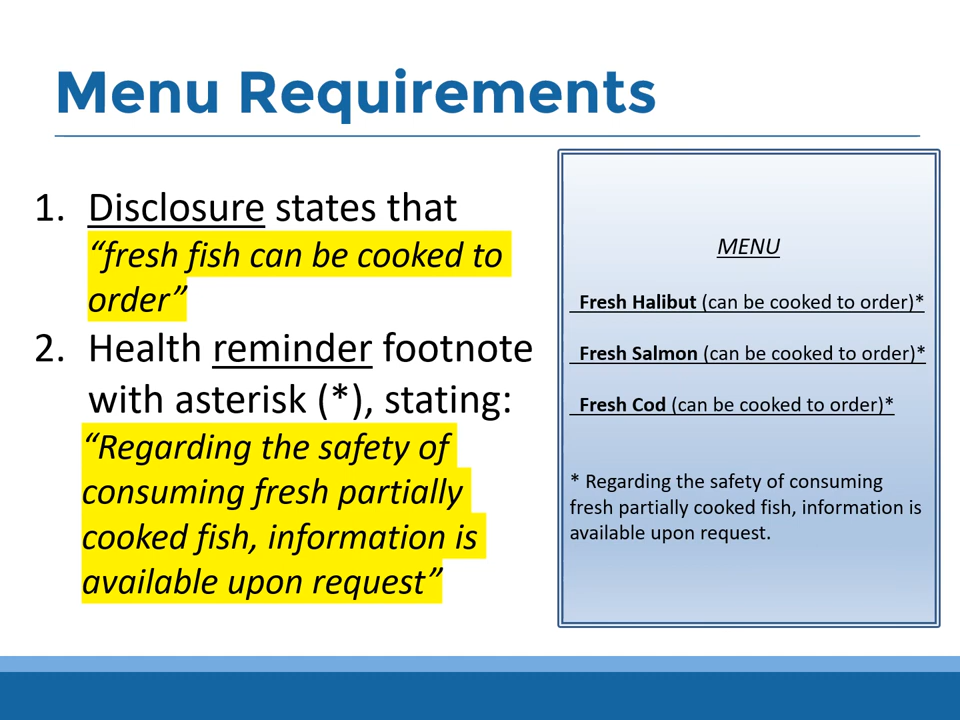 Menu Requirements
1. Disclosure states that
“fresh fish can be cooked to
order”
2. Health reminder footnote
with asterisk (*), stating:
“Regarding the safety of
consuming fresh partially
cooked fish, information is
available upon request”
MENU
Fresh Halibut (can be cooked to order)*
Fresh Salmon (can be cooked to order)*
Fresh Cod (can be cooked to order)*
* Regarding the safety of consuming
fresh partially cooked fish, information is
available upon request.